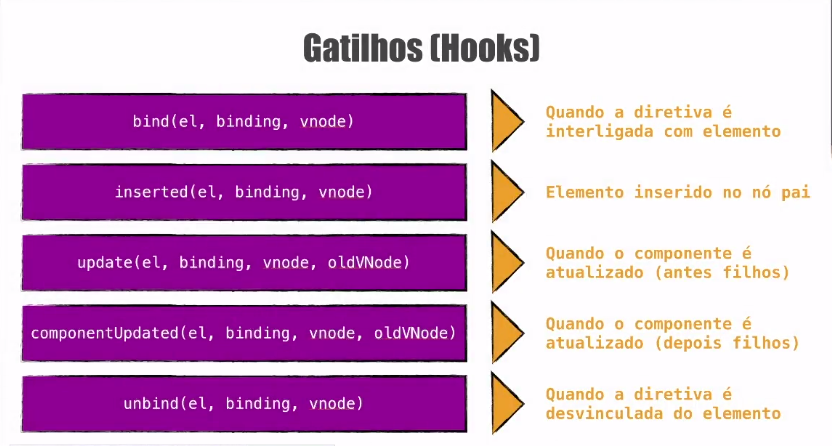 Gatilhos (Hooks)
bind(el, binding, vnode)
Quando a diretiva é
interligada com elemento
inserted(el, binding, vnode)
Elemento inserido no nó pai
update(el, binding, vnode, oldVNode)
Quando o componente é
atualizado (antes filhos)
componentUpdated(el, binding, vnode, oldVNode)
Quando o componente é
atualizado (depois filhos)
unbind(el, binding, vnode)
Quando a diretiva é
desvinculada do elemento